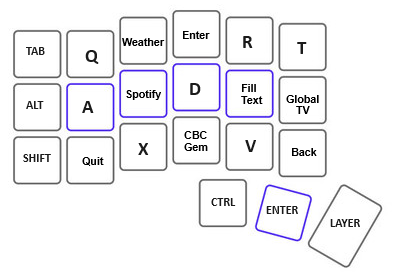 TAB
Q
Weather
Enter
R
T
ALT
A
Spotify
D
Fill
Text
Global
TV
SHIFT
Quit
X
CBC
Gem
V
Back
CTRL
ENTER
LAYER